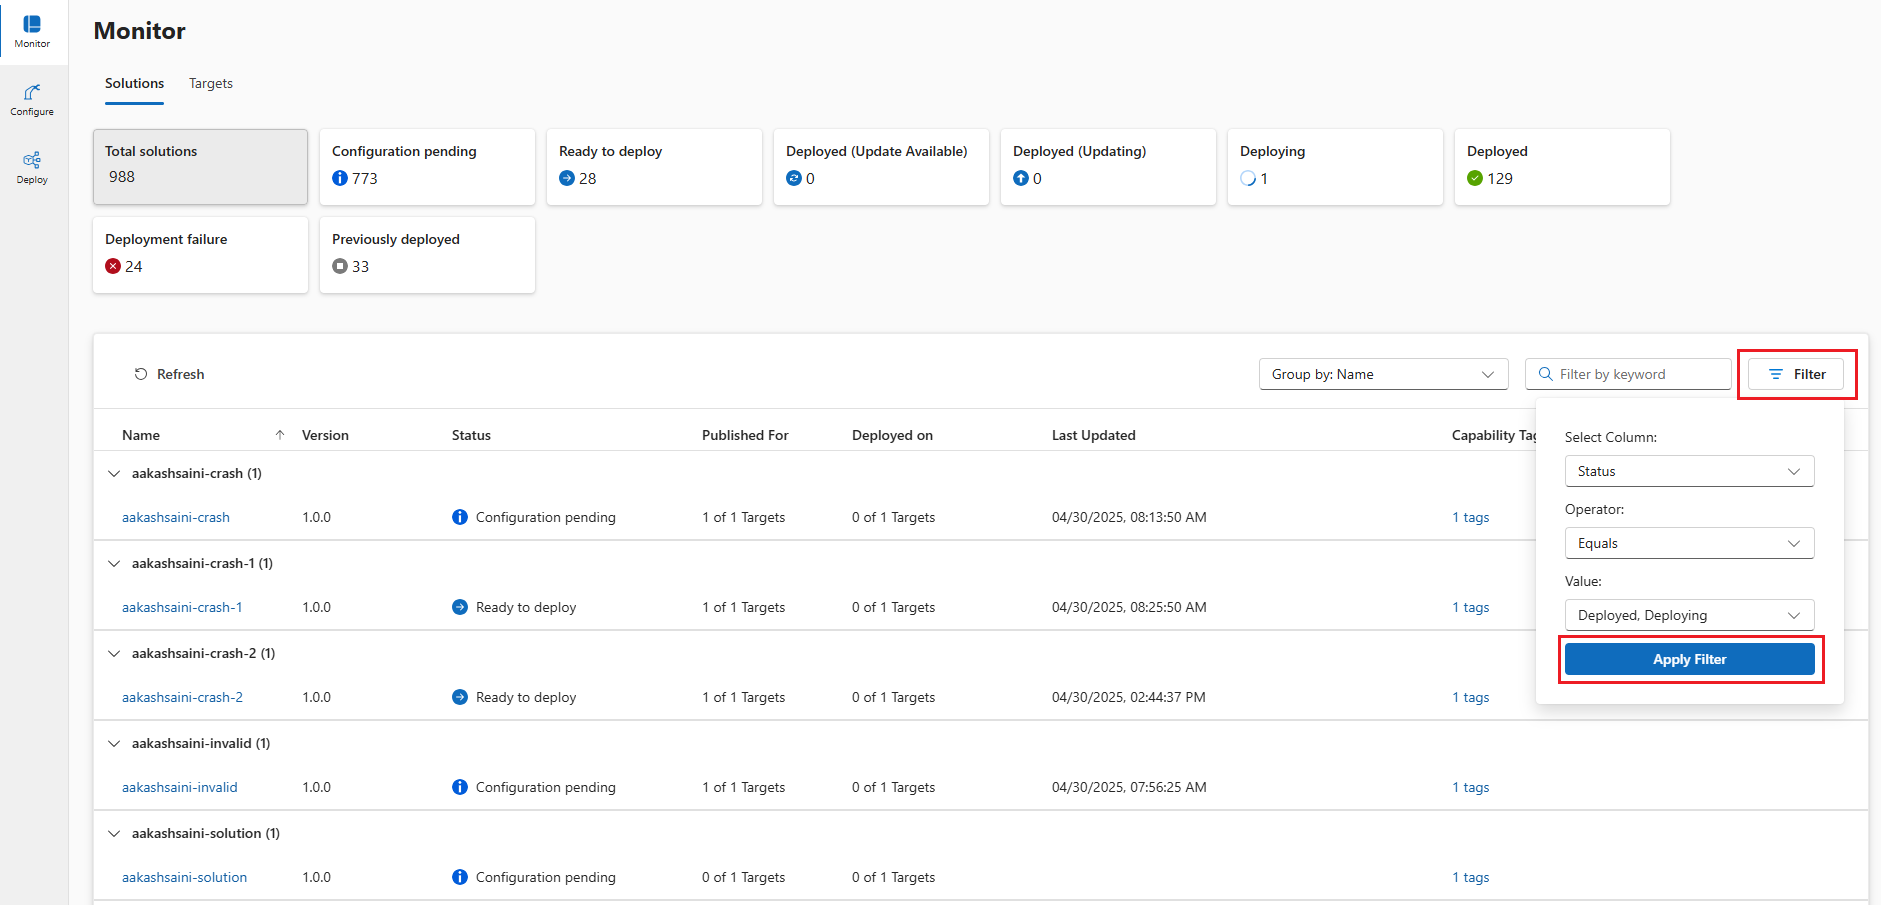 Monitor
Configure
Deploy
Monitor
Solutions Targets
Total solutions
988
Configuration pending
773
Ready to deploy
28
Deployed (Update Available)
0
Deployed (Updating)
0
Deploying
1
Deployed
129
Deployment failure
24
Previously deployed
33
Refresh Group by: Name Filter by keyword Filter
Name Version Status Published For Deployed on Last Updated Capability Tag
aakashsaini-crash (1)
aakashsaini-crash 1.0.0 Configuration pending 1 of 1 Targets 0 of 1 Targets 04/30/2025, 08:13:50 AM 1 tags
aakashsaini-crash-1 (1)
aakashsaini-crash-1 1.0.0 Ready to deploy 1 of 1 Targets 0 of 1 Targets 04/30/2025, 08:25:50 AM 1 tags
aakashsaini-crash-2 (1)
aakashsaini-crash-2 1.0.0 Ready to deploy 1 of 1 Targets 0 of 1 Targets 04/30/2025, 02:44:37 PM 1 tags
aakashsaini-invalid (1)
aakashsaini-invalid 1.0.0 Configuration pending 1 of 1 Targets 0 of 1 Targets 04/30/2025, 07:56:25 AM 1 tags
aakashsaini-solution (1)
aakashsaini-solution 1.0.0 Configuration pending 0 of 1 Targets 0 of 1 Targets 1 tags
Select Column:
Status
Operator:
Equals
Value:
Deployed, Deploying
Apply Filter